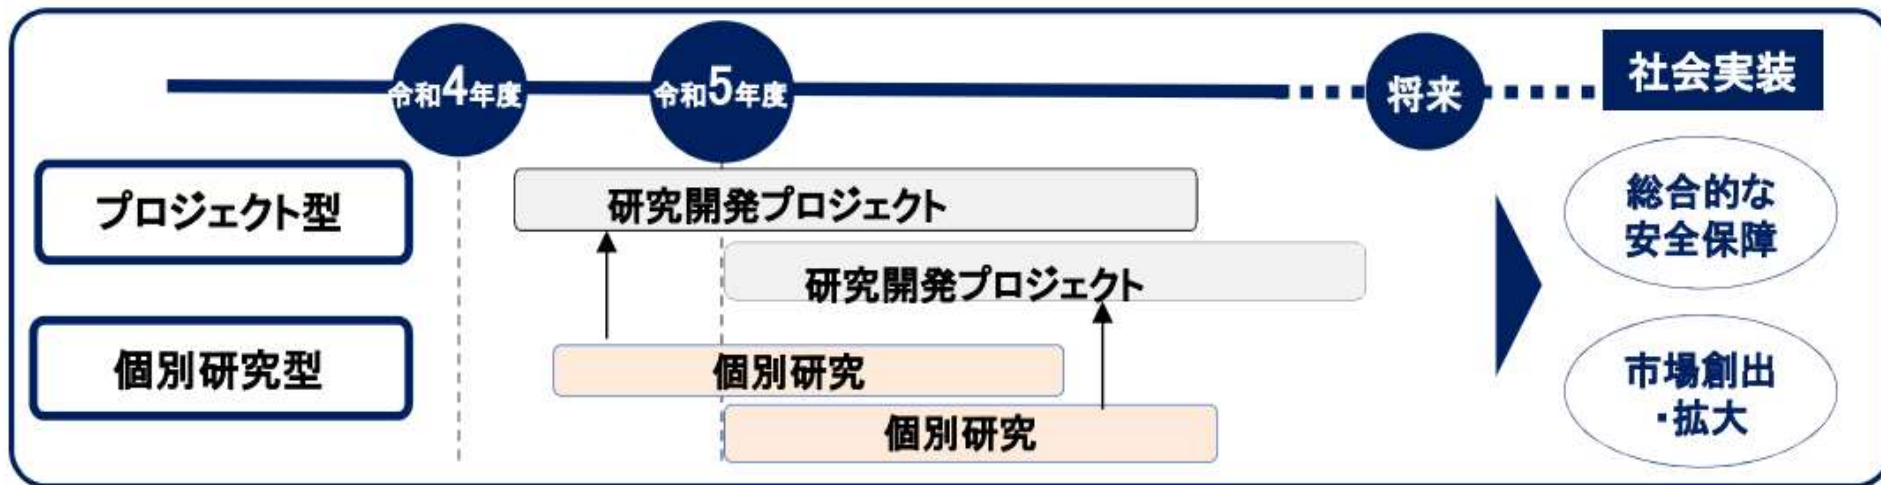 令和4年度
令和5年度
将来
社会実装
プロジェクト型
研究開発プロジェクト
研究開発プロジェクト
個別研究型
個別研究
個別研究
総合的な
安全保障
市場創出
・拡大